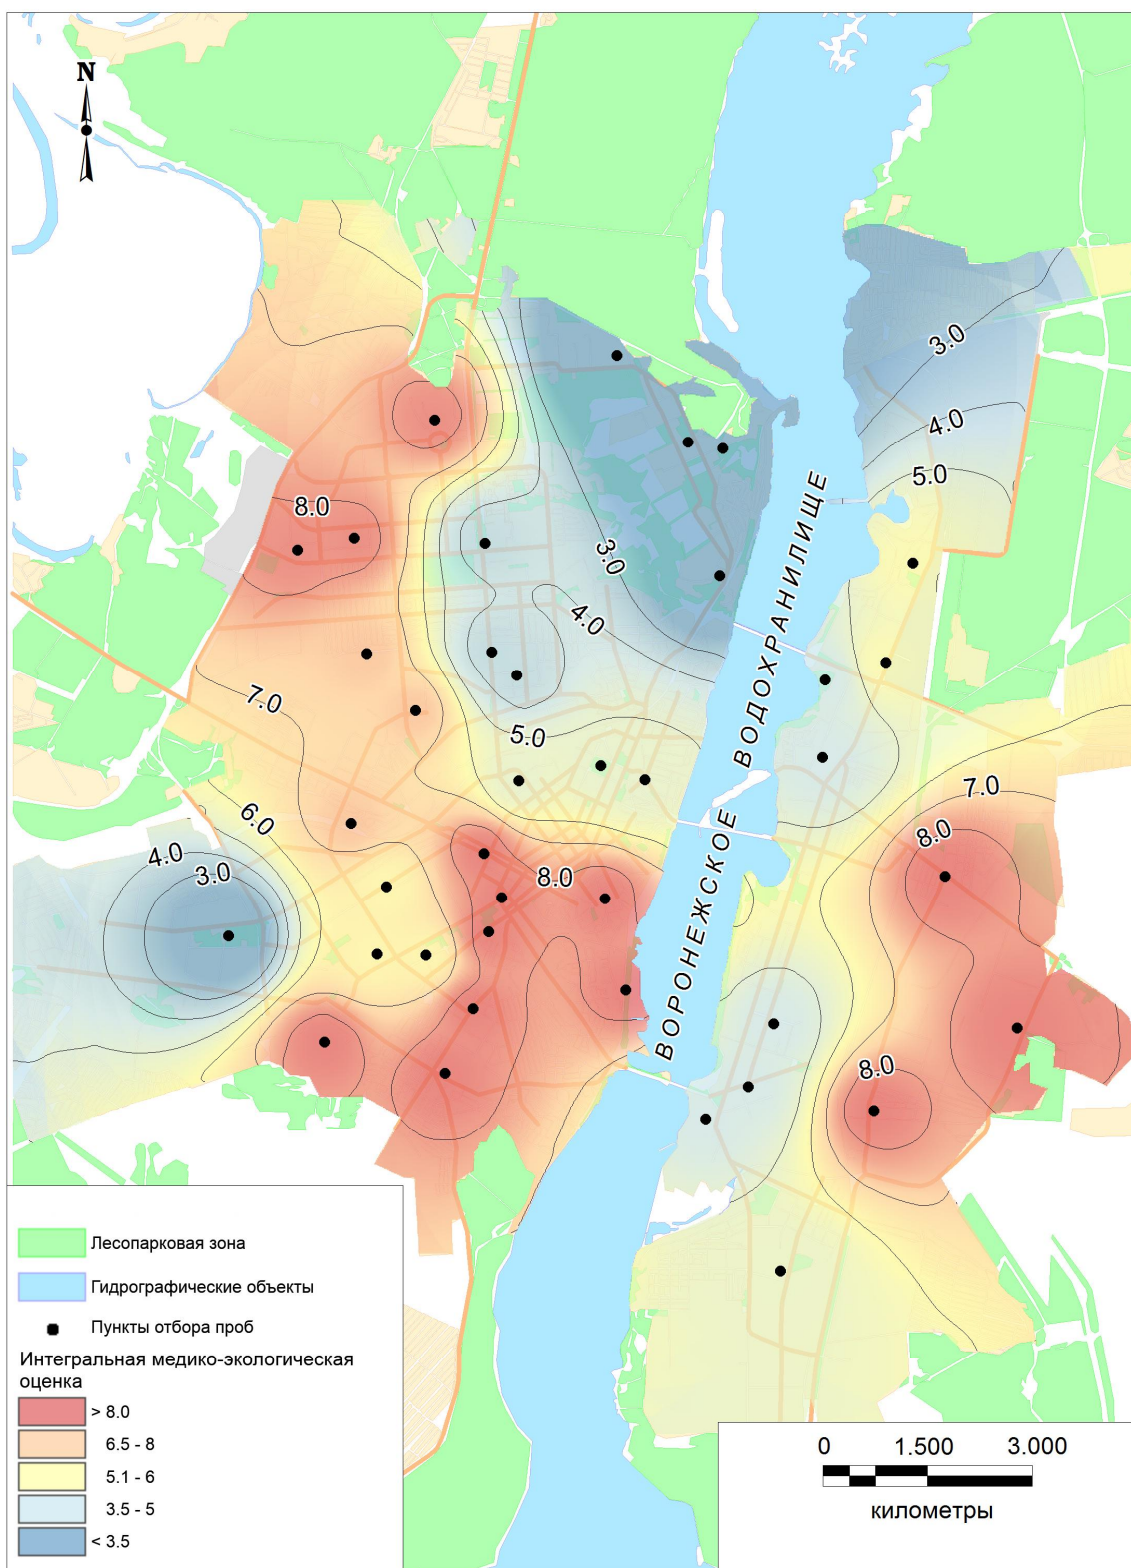 N
3.0
4.0
5.0
8.0
3.0
4.0
7.0
5.0
6.0
7.0
4.0
3.0
8.0
8.0
8.0
ВОРОНЕЖСКОЕ ВОДОХРАНИЛИЩЕ
Лесопарковая зона
Гидрографические объекты
Пункты отбора проб
Интегральная медико-экологическая
оценка
> 8.0
6.5 - 8
5.1 - 6
3.5 - 5
< 3.5
0 1.500 3.000
километры